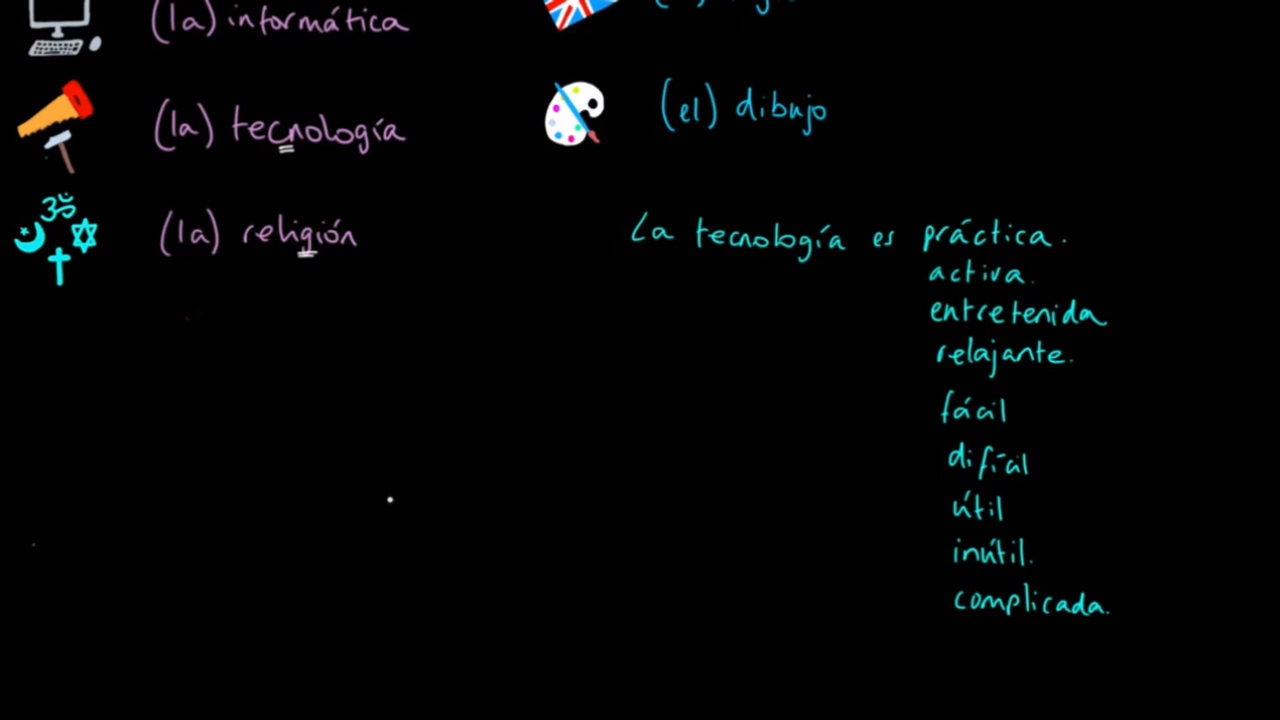 (la) informática
(la) tecnología
(la) religión
(el) dibujo
La tecnología es práctica.
activa.
entretenida
relajante.
fácil
difícil
útil
inútil.
complicada.